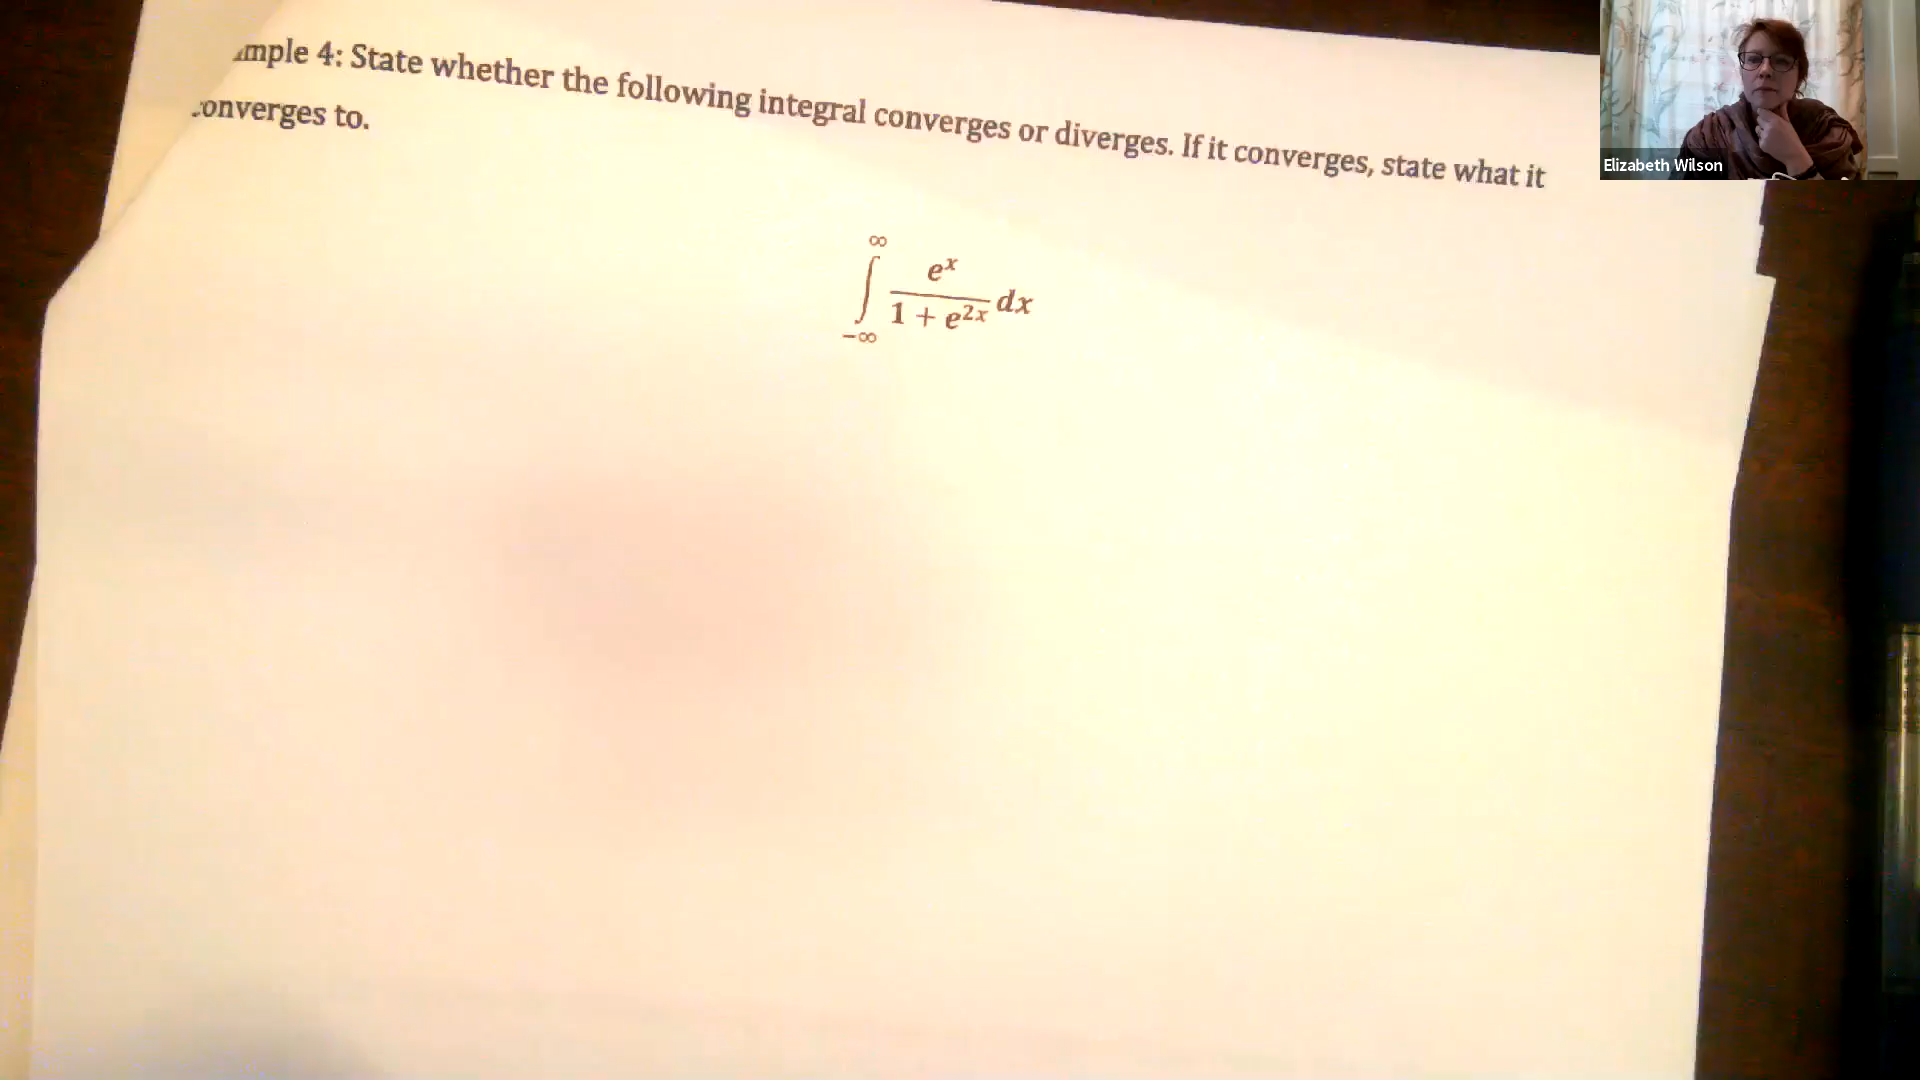 mple 4: State whether the following integral converges or diverges. If it converges, state what it
converges to.
∞
∫ e^x / (1 + e^{2x}) dx
−∞
Elizabeth Wilson